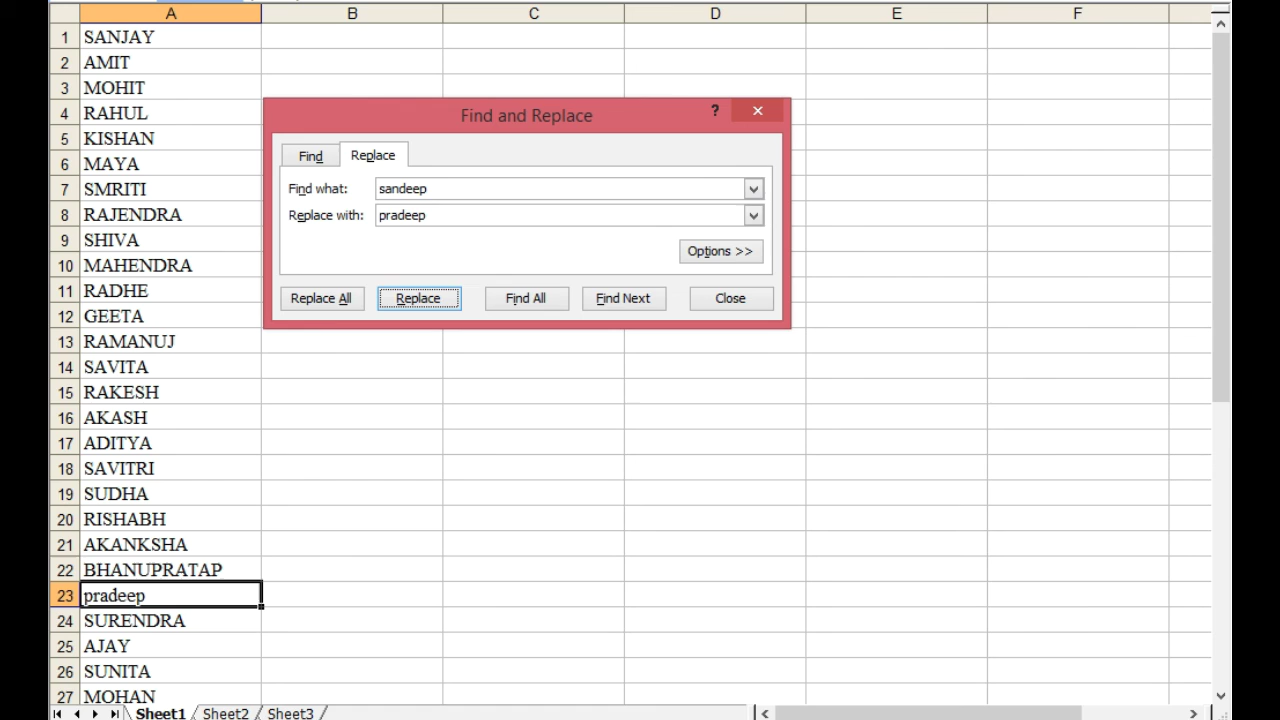 A B C D E F
1 SANJAY
2 AMIT
3 MOHIT
Find and Replace ? ×
4 RAHUL
5 KISHAN
Find Replace
6 MAYA
Find what: sandeep
7 SMRITI
Replace with: pradeep
8 RAJENDRA
9 SHIVA
Options >>
10 MAHENDRA
11 RADHE
Replace All Replace Find All Find Next Close
12 GEETA
13 RAMANUJ
14 SAVITA
15 RAKESH
16 AKASH
17 ADITYA
18 SAVITRI
19 SUDHA
20 RISHABH
21 AKANKSHA
22 BHANUPRATAP
23 pradeep
24 SURENDRA
25 AJAY
26 SUNITA
27 MOHAN
Sheet1 Sheet2 Sheet3